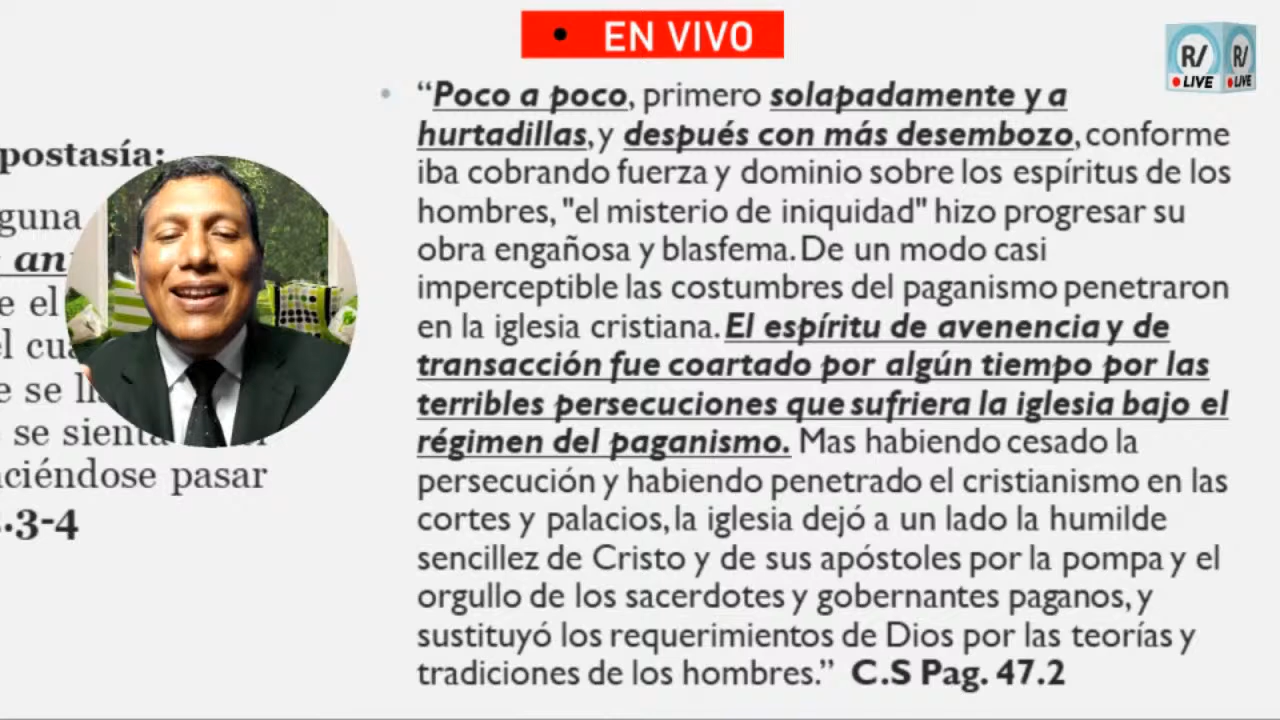 • EN VIVO
R/ R/
• LIVE • LIVE
postasía:
guna
an
e el
el cu
e se ll
se sienta
ciéndose pasar
.3-4
• “Poco a poco, primero solapadamente y a
hurtadillas, y después con más desembozo, conforme
iba cobrando fuerza y dominio sobre los espíritus de los
hombres, "el misterio de iniquidad" hizo progresar su
obra engañosa y blasfema. De un modo casi
imperceptible las costumbres del paganismo penetraron
en la iglesia cristiana. El espíritu de avenencia y de
transacción fue coartado por algún tiempo por las
terribles persecuciones que sufriera la iglesia bajo el
régimen del paganismo. Mas habiendo cesado la
persecución y habiendo penetrado el cristianismo en las
cortes y palacios, la iglesia dejó a un lado la humilde
sencillez de Cristo y de sus apóstoles por la pompa y el
orgullo de los sacerdotes y gobernantes paganos, y
sustituyó los requerimientos de Dios por las teorías y
tradiciones de los hombres.” C.S Pag. 47.2